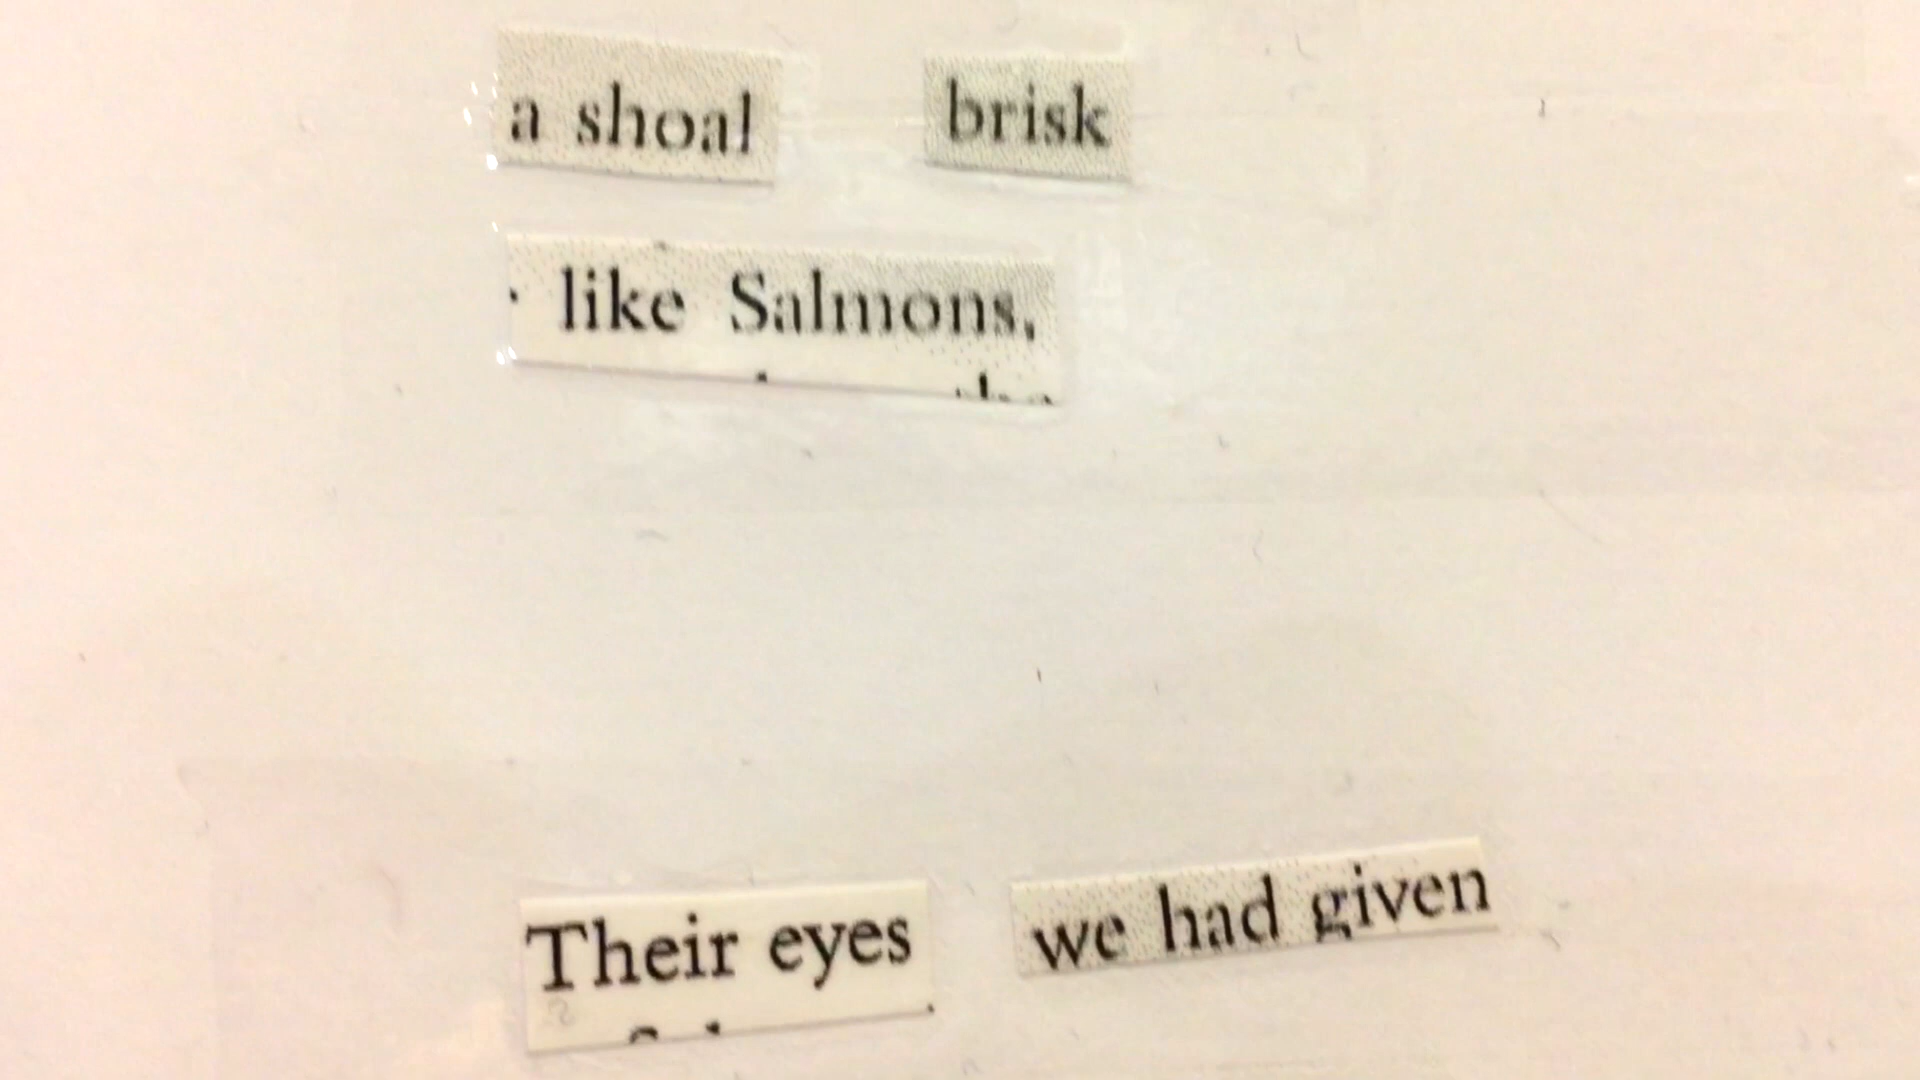 a shoal brisk
like Salmons,
Their eyes we had given